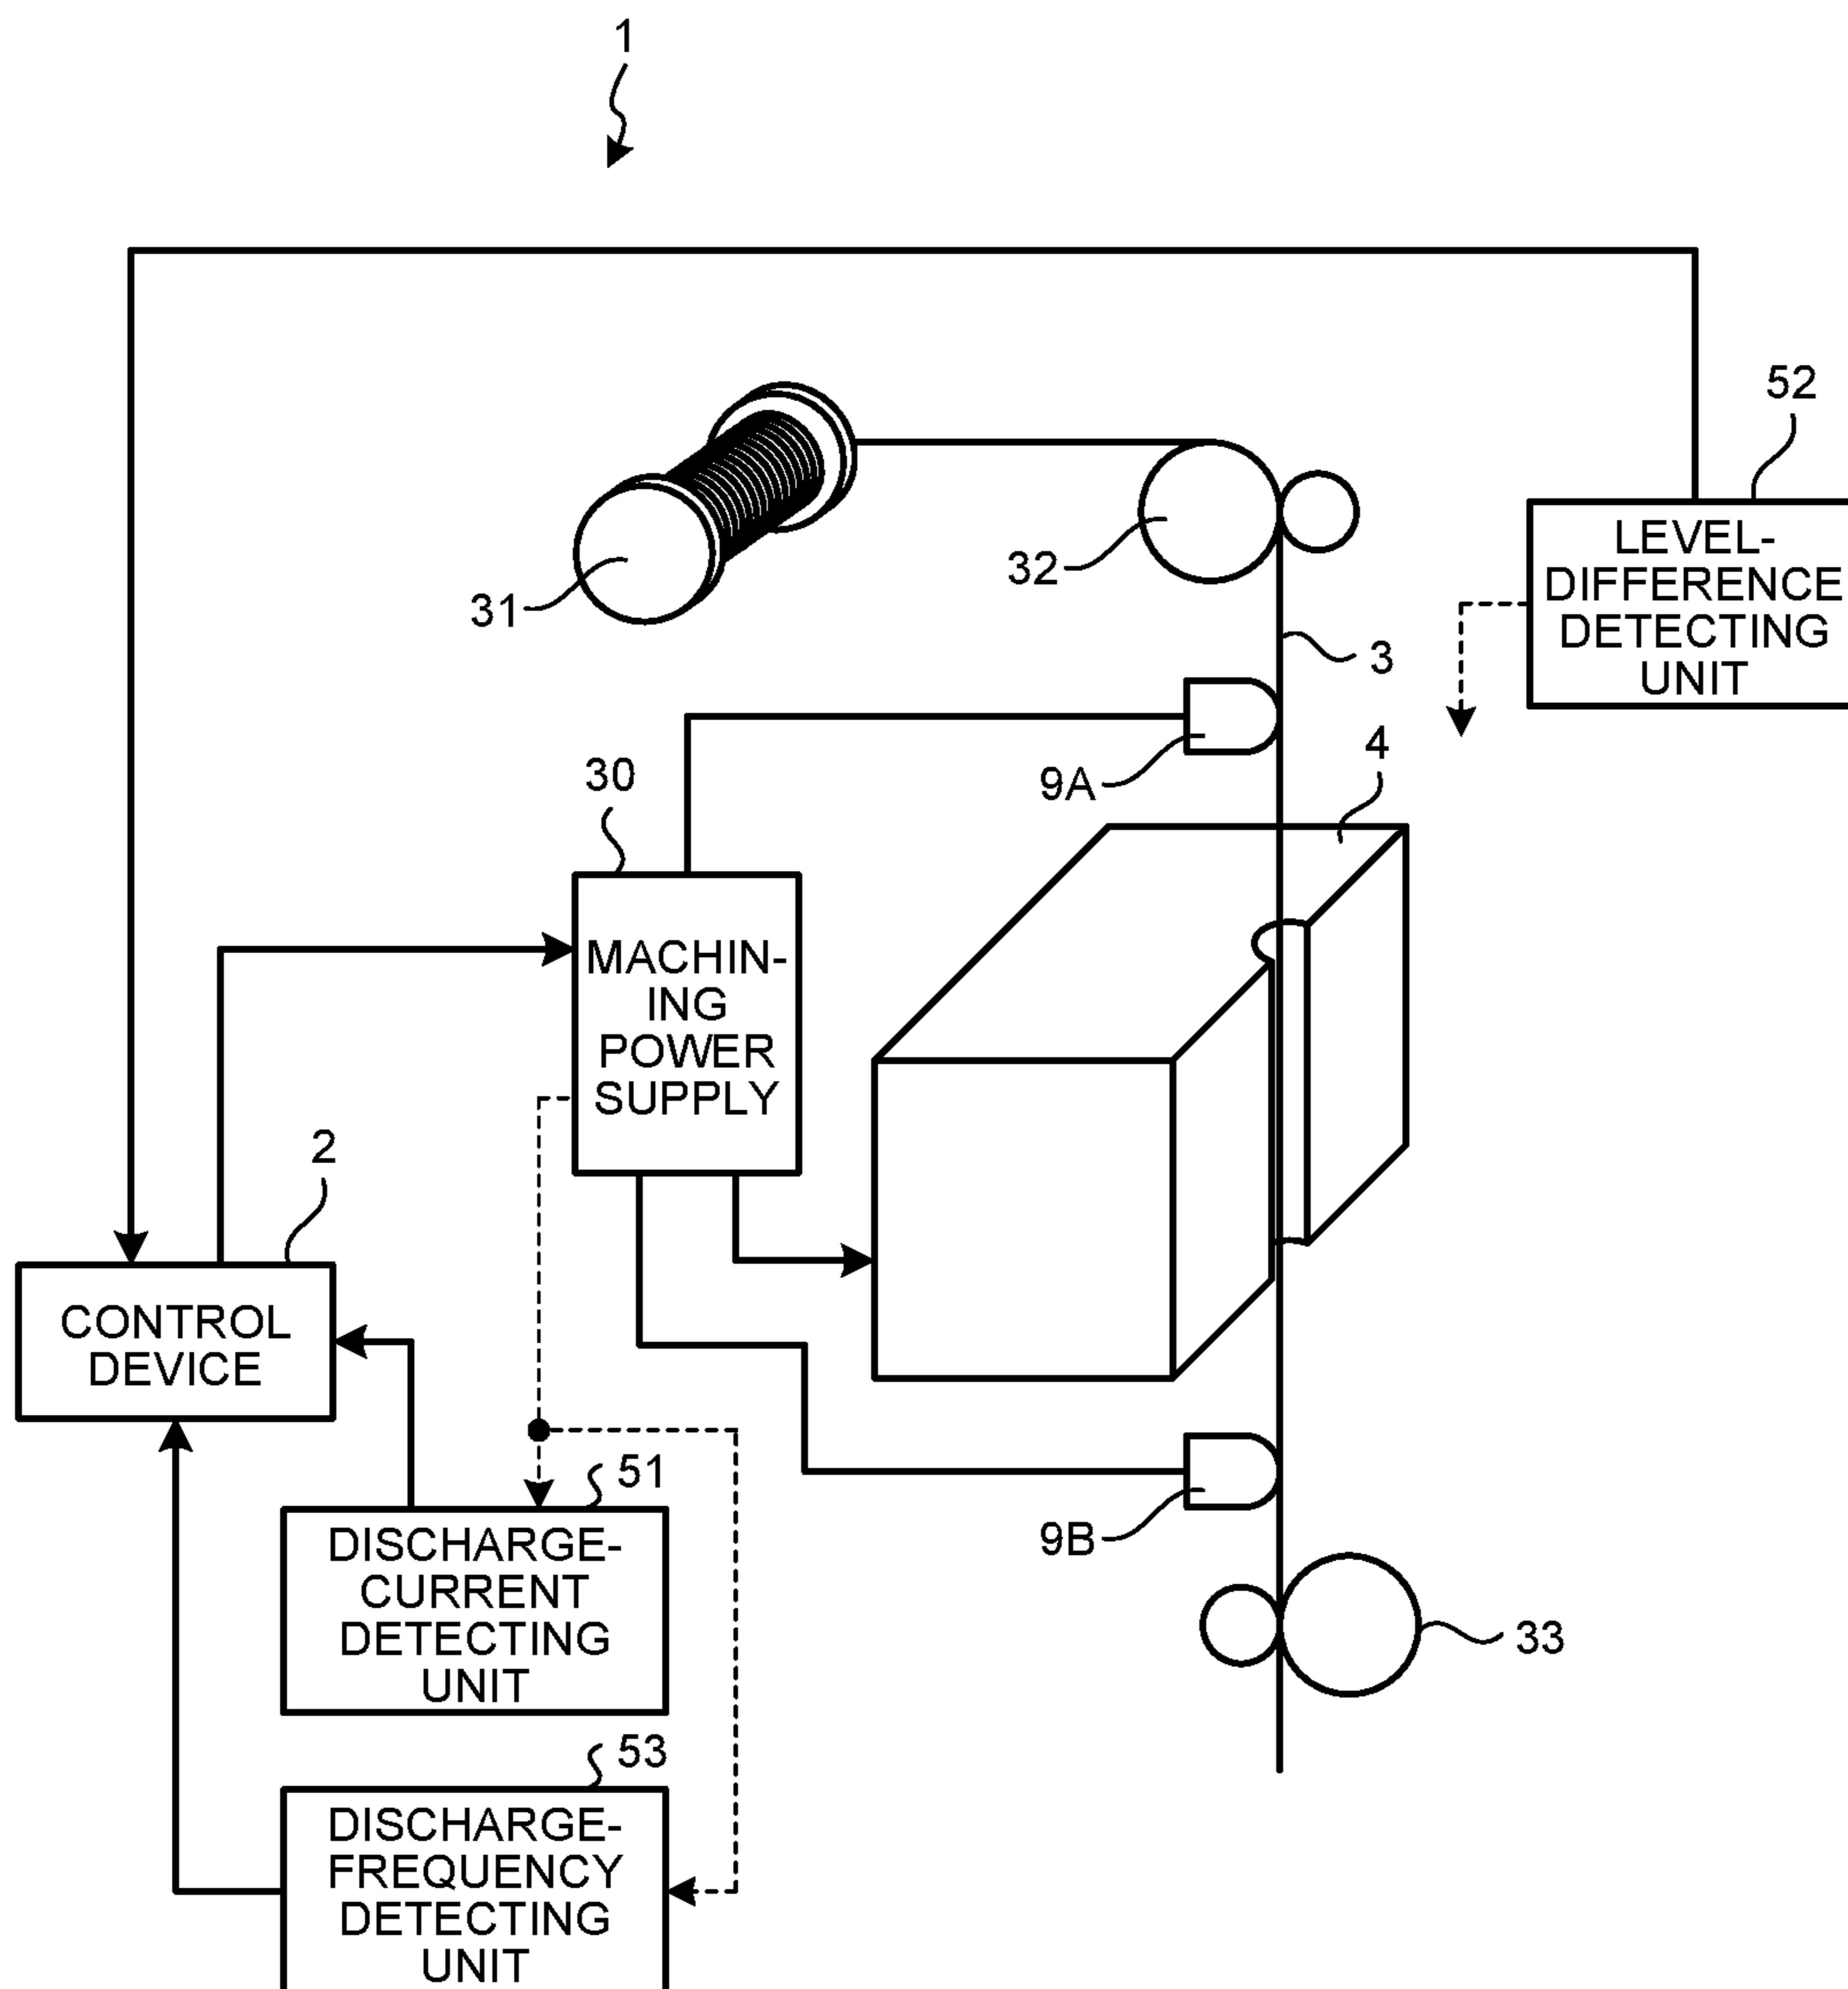 1
52
LEVEL-
DIFFERENCE
DETECTING
UNIT
32
31
3
9A
4
30
MACHIN-
ING
POWER
SUPPLY
2
CONTROL
DEVICE
51
DISCHARGE-
CURRENT
DETECTING
UNIT
9B
33
53
DISCHARGE-
FREQUENCY
DETECTING
UNIT